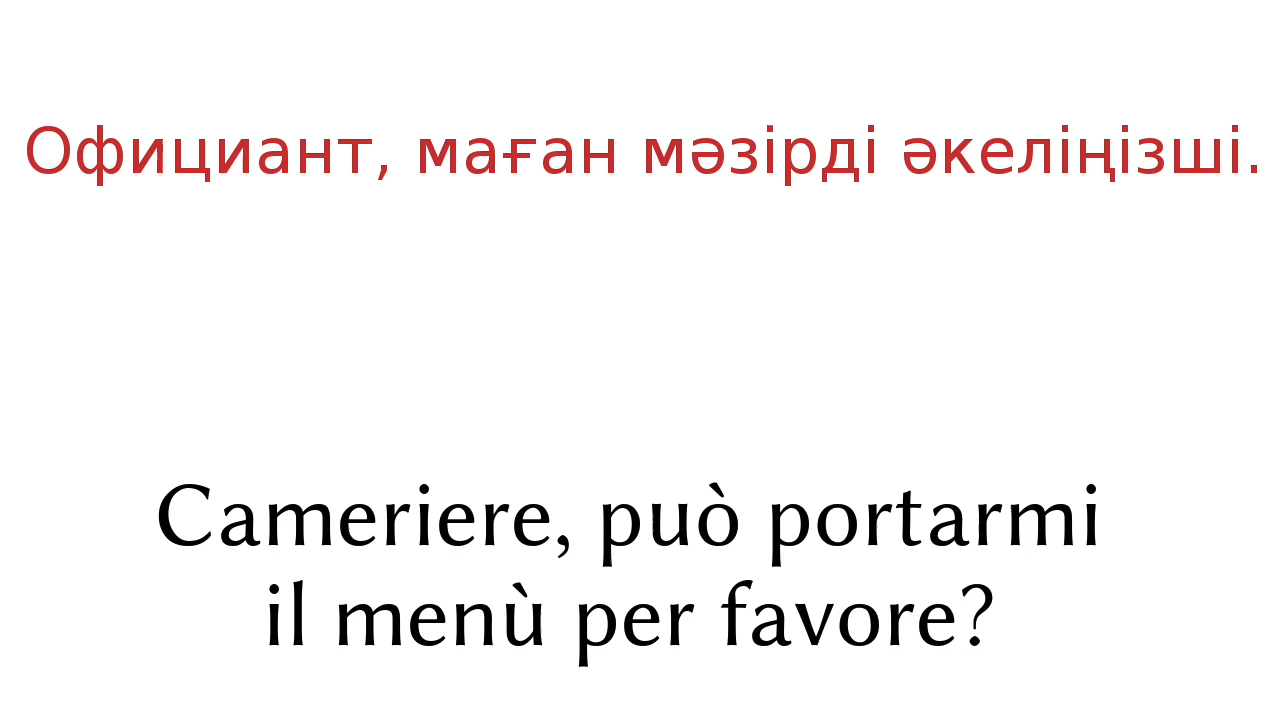 Официант, маған мәзірді әкеліңізші.
Cameriere, può portarmi
il menù per favore?